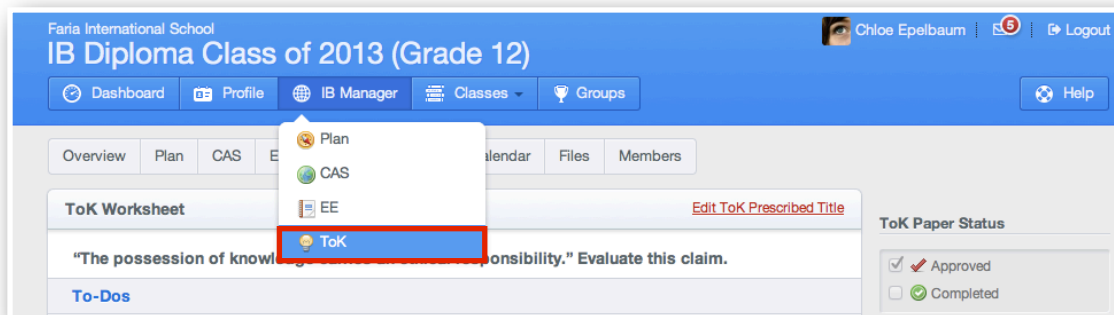 Faria International School
Chloe Epelbaum
5
Logout
IB Diploma Class of 2013 (Grade 12)
Dashboard
Profile
IB Manager
Classes
Groups
Help
Plan
CAS
EE
ToK
Overview Plan CAS E alendar Files Members
ToK Worksheet
Edit ToK Prescribed Title
ToK Paper Status
"The possession of knowl responsibility." Evaluate this claim.
Approved
To-Dos
Completed